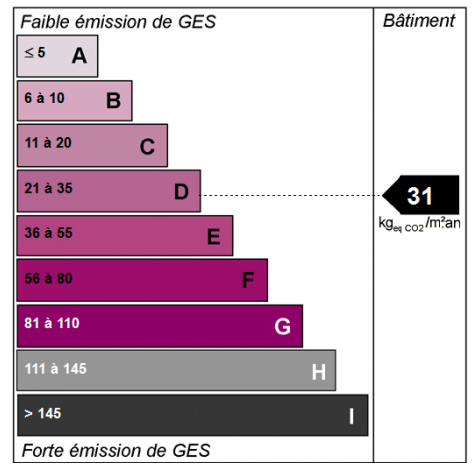 Faible émission de GES
Bâtiment
≤ 5 A
6 à 10 B
11 à 20 C
21 à 35 D
31
kgeq CO2/m².an
36 à 55 E
56 à 80 F
81 à 110 G
111 à 145 H
> 145 I
Forte émission de GES